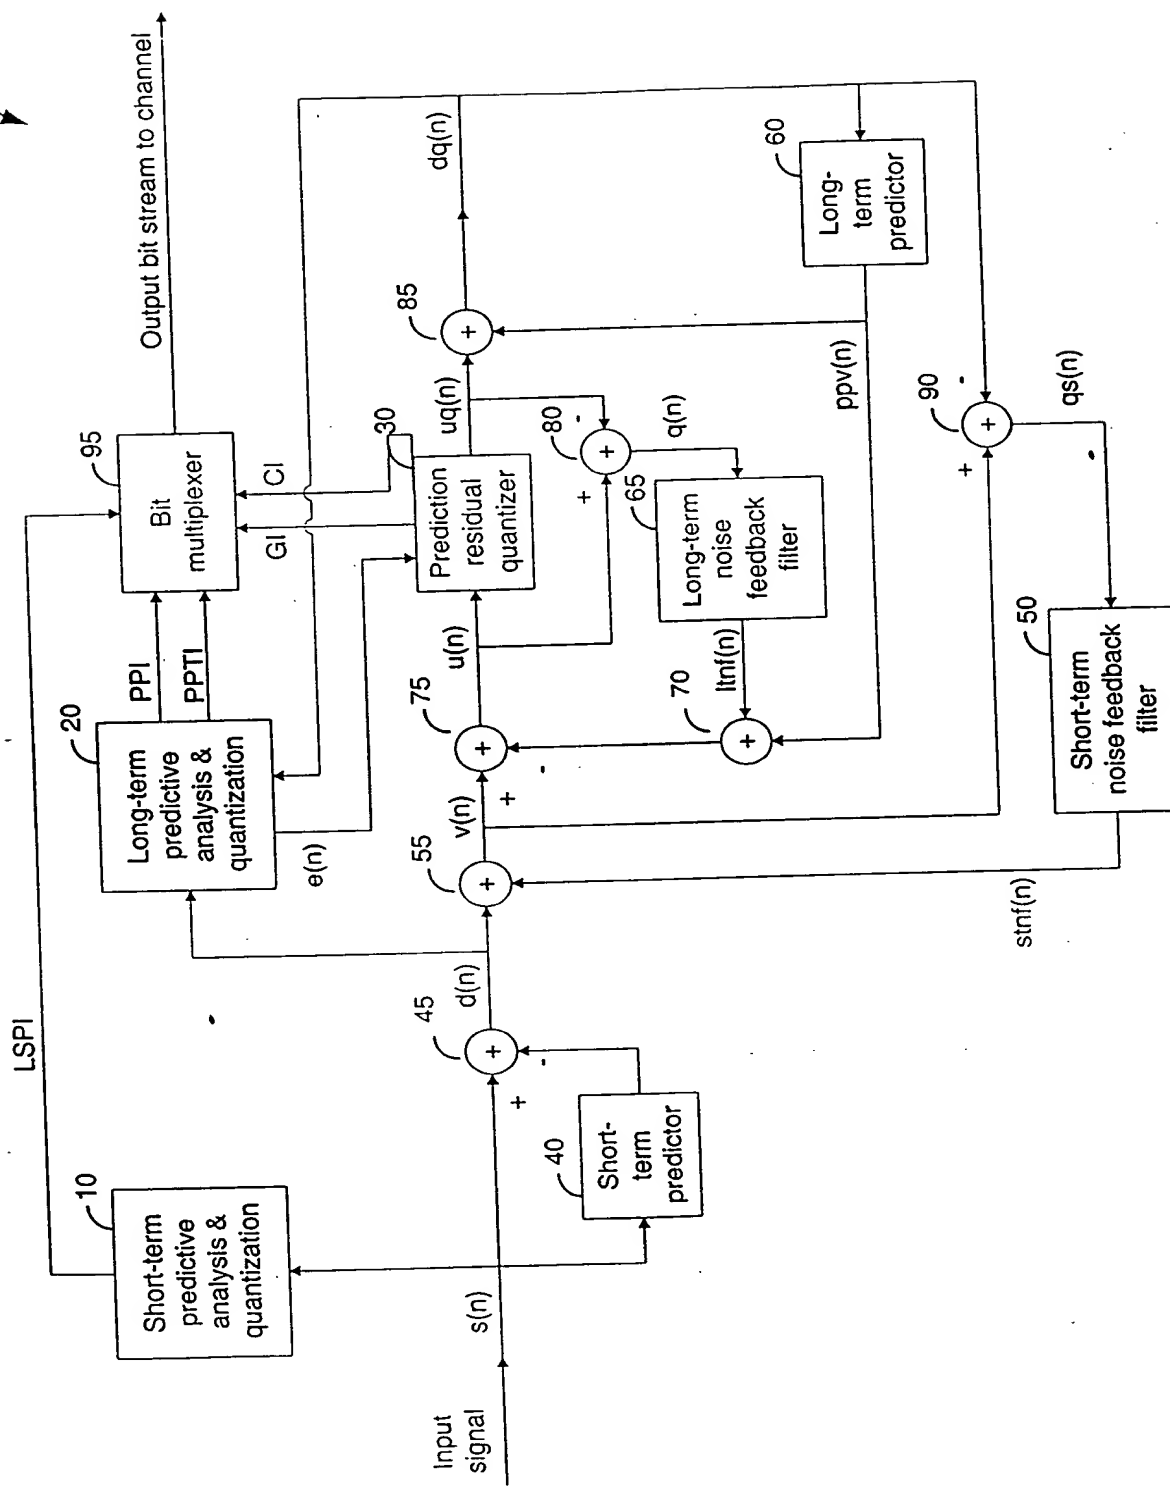 Output bit stream to channel
LSPI
10
Short-term
predictive
analysis &
quantization
20
Long-term
predictive
analysis &
quantization
PPI
PPTI
95
Bit
multiplexer
GI
CI
e(n)
Input
signal
s(n)
+
-
45
+
d(n)
40
Short-
term
predictor
55
+
v(n)
+
-
75
+
u(n)
30
Prediction
residual
quantizer
uq(n)
85
+
dq(n)
+
-
80
+
q(n)
65
Long-term
noise
feedback
filter
ltnf(n)
70
+
ppv(n)
60
Long-
term
predictor
+
-
90
+
qs(n)
50
Short-term
noise feedback
filter
stnf(n)